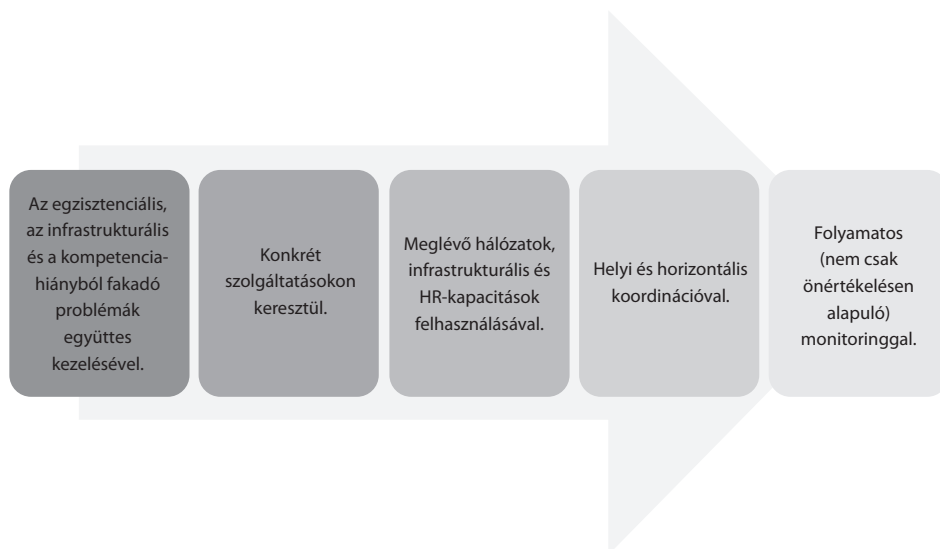 Az egzisztenciális,
az infrastrukturális
és a kompetencia-
hiányból fakadó
problémák
együttes
kezelésével.
Konkrét
szolgáltatásokon
keresztül.
Meglévő hálózatok,
infrastrukturális és
HR-kapacitások
felhasználásával.
Helyi és horizontális
koordinációval.
Folyamatos
(nem csak
önértékelésen
alapuló)
monitoringgal.